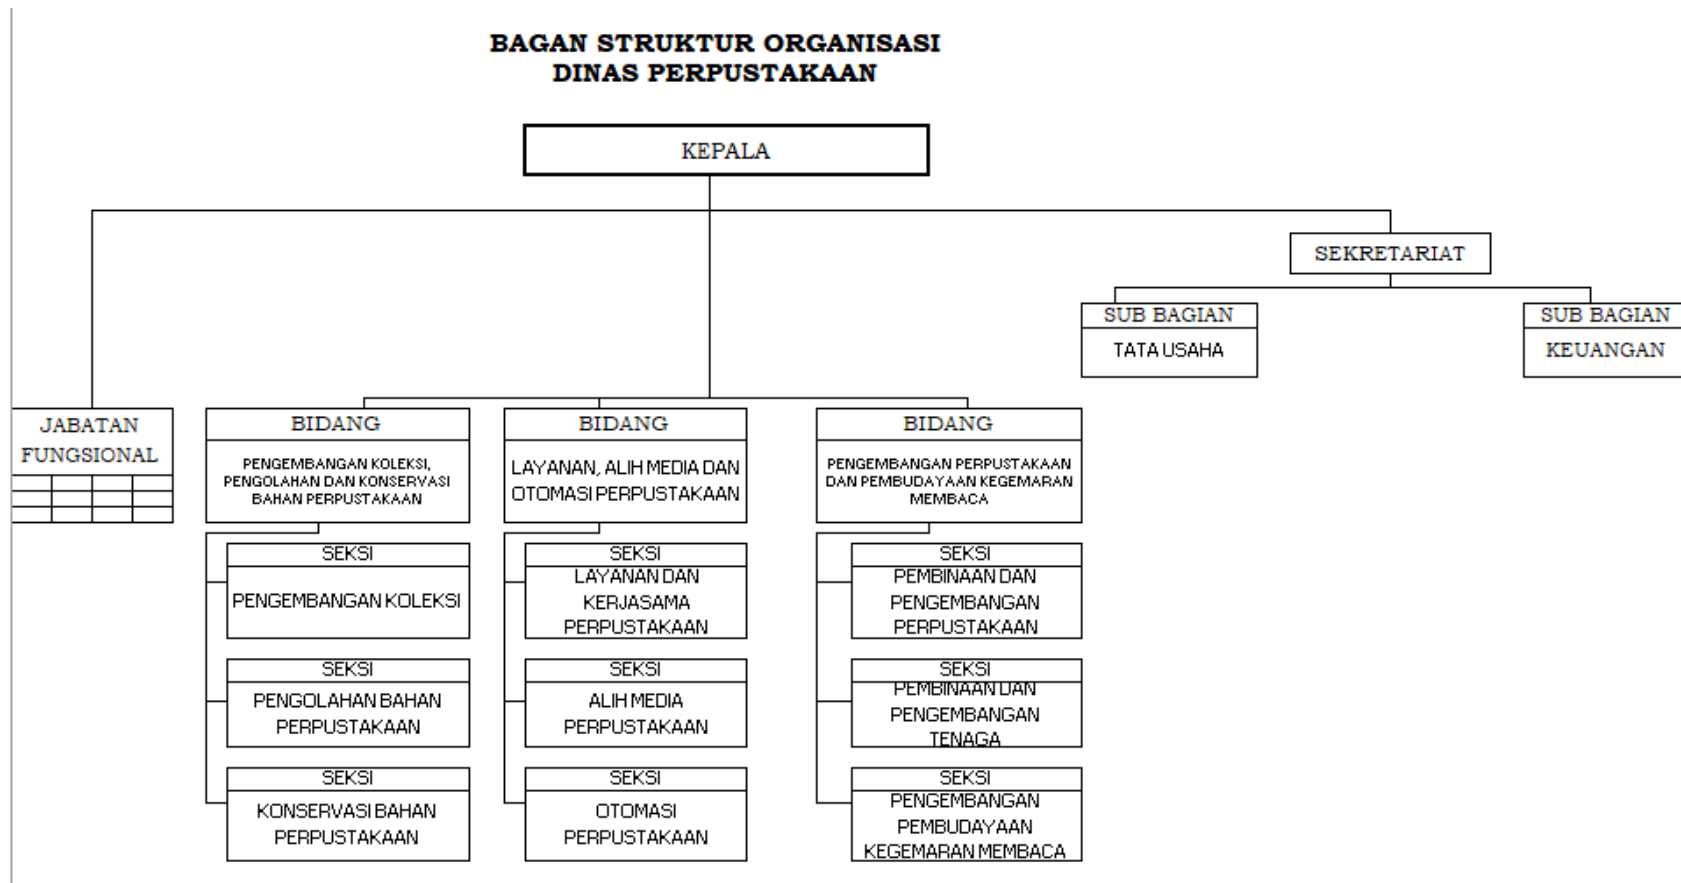 BAGAN STRUKTUR ORGANISASI
DINAS PERPUSTAKAAN
KEPALA
SEKRETARIAT
SUB BAGIAN
TATA USAHA
SUB BAGIAN
KEUANGAN
JABATAN
FUNGSIONAL
BIDANG
PENGEMBANGAN KOLEKSI,
PENGOLAHAN DAN KONSERVASI
BAHAN PERPUSTAKAAN
SEKSI
PENGEMBANGAN KOLEKSI
SEKSI
PENGOLAHAN BAHAN
PERPUSTAKAAN
SEKSI
KONSERVASI BAHAN
PERPUSTAKAAN
BIDANG
LAYANAN, ALIH MEDIA DAN
OTOMASI PERPUSTAKAAN
SEKSI
LAYANAN DAN
KERJASAMA
PERPUSTAKAAN
SEKSI
ALIH MEDIA
PERPUSTAKAAN
SEKSI
OTOMASI
PERPUSTAKAAN
BIDANG
PENGEMBANGAN PERPUSTAKAAN
DAN PEMBUDAYAAN KEGEMARAN
MEMBACA
SEKSI
PEMBINAAN DAN
PENGEMBANGAN
PERPUSTAKAAN
SEKSI
PEMBINAAN DAN
PENGEMBANGAN
TENAGA
SEKSI
PENGEMBANGAN
PEMBUDAYAAN
KEGEMARAN MEMBACA